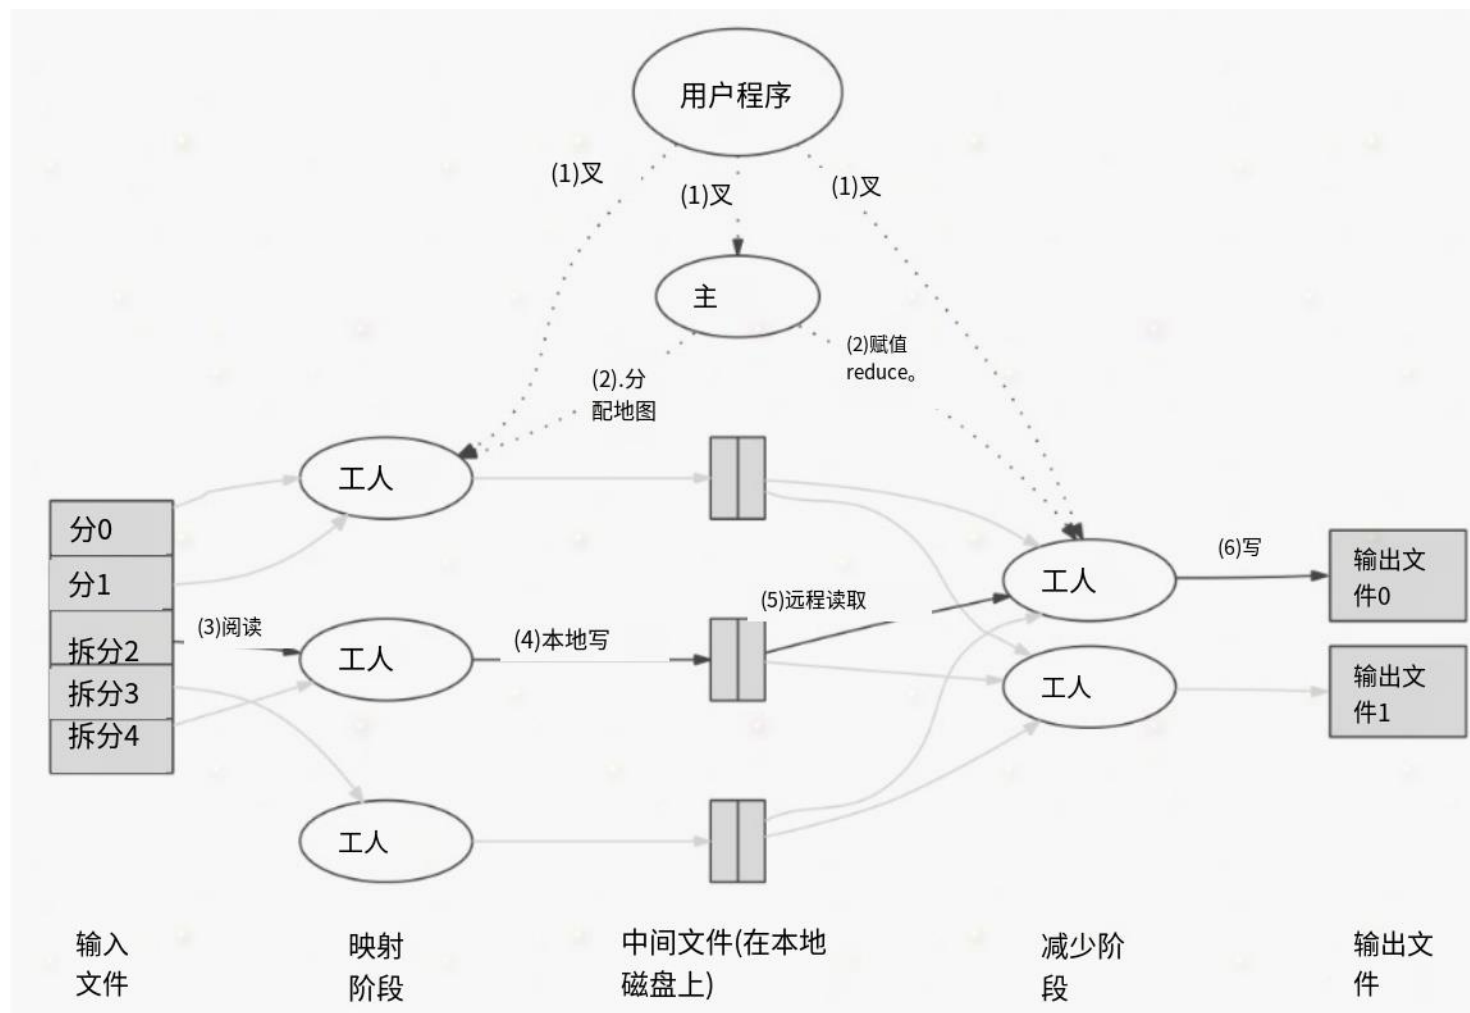 用户程序
(1)叉
(1)叉
(1)叉
主
(2)赋值
reduce。
(2).分
配地图
工人
分0
分1
拆分2
拆分3
拆分4
(3)阅读
工人
(4)本地写
(5)远程读取
工人
(6)写
输出文
件0
工人
输出文
件1
工人
输入
文件
映射
阶段
中间文件(在本地
磁盘上)
减少阶
段
输出文
件